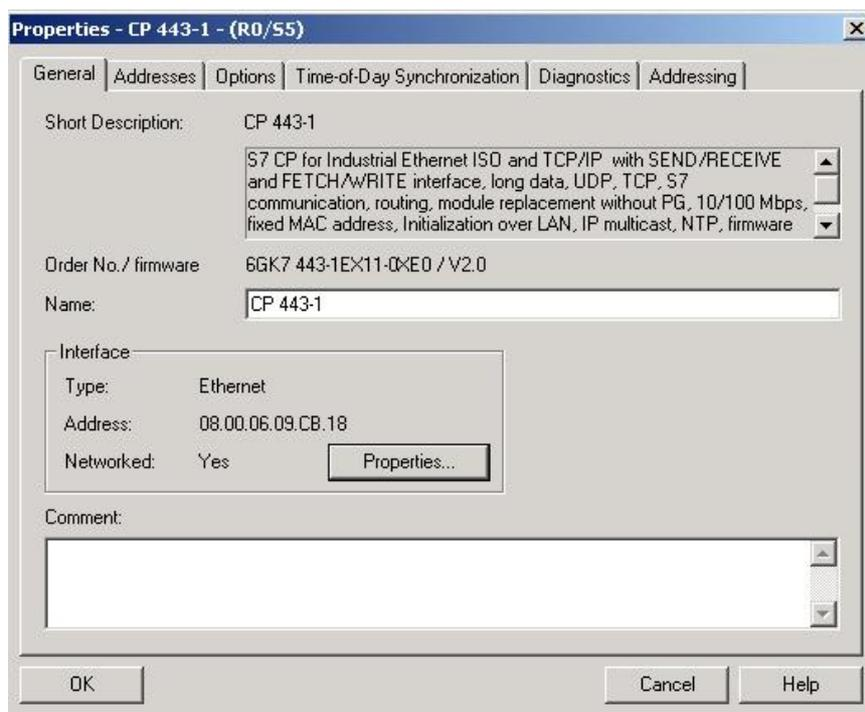 Properties - CP 443-1 - (R0/S5)
General Addresses Options Time-of-Day Synchronization Diagnostics Addressing
Short Description: CP 443-1
S7 CP for Industrial Ethernet ISO and TCP/IP with SEND/RECEIVE
and FETCH/WRITE interface, long data, UDP, TCP, S7
communication, routing, module replacement without PG, 10/100 Mbps,
fixed MAC address, Initialization over LAN, IP multicast, NTP, firmware
Order No./ firmware 6GK7 443-1EX11-0XE0 / V2.0
Name: CP 443-1
Interface
Type: Ethernet
Address: 08.00.06.09.CB.18
Networked: Yes Properties...
Comment:
OK Cancel Help